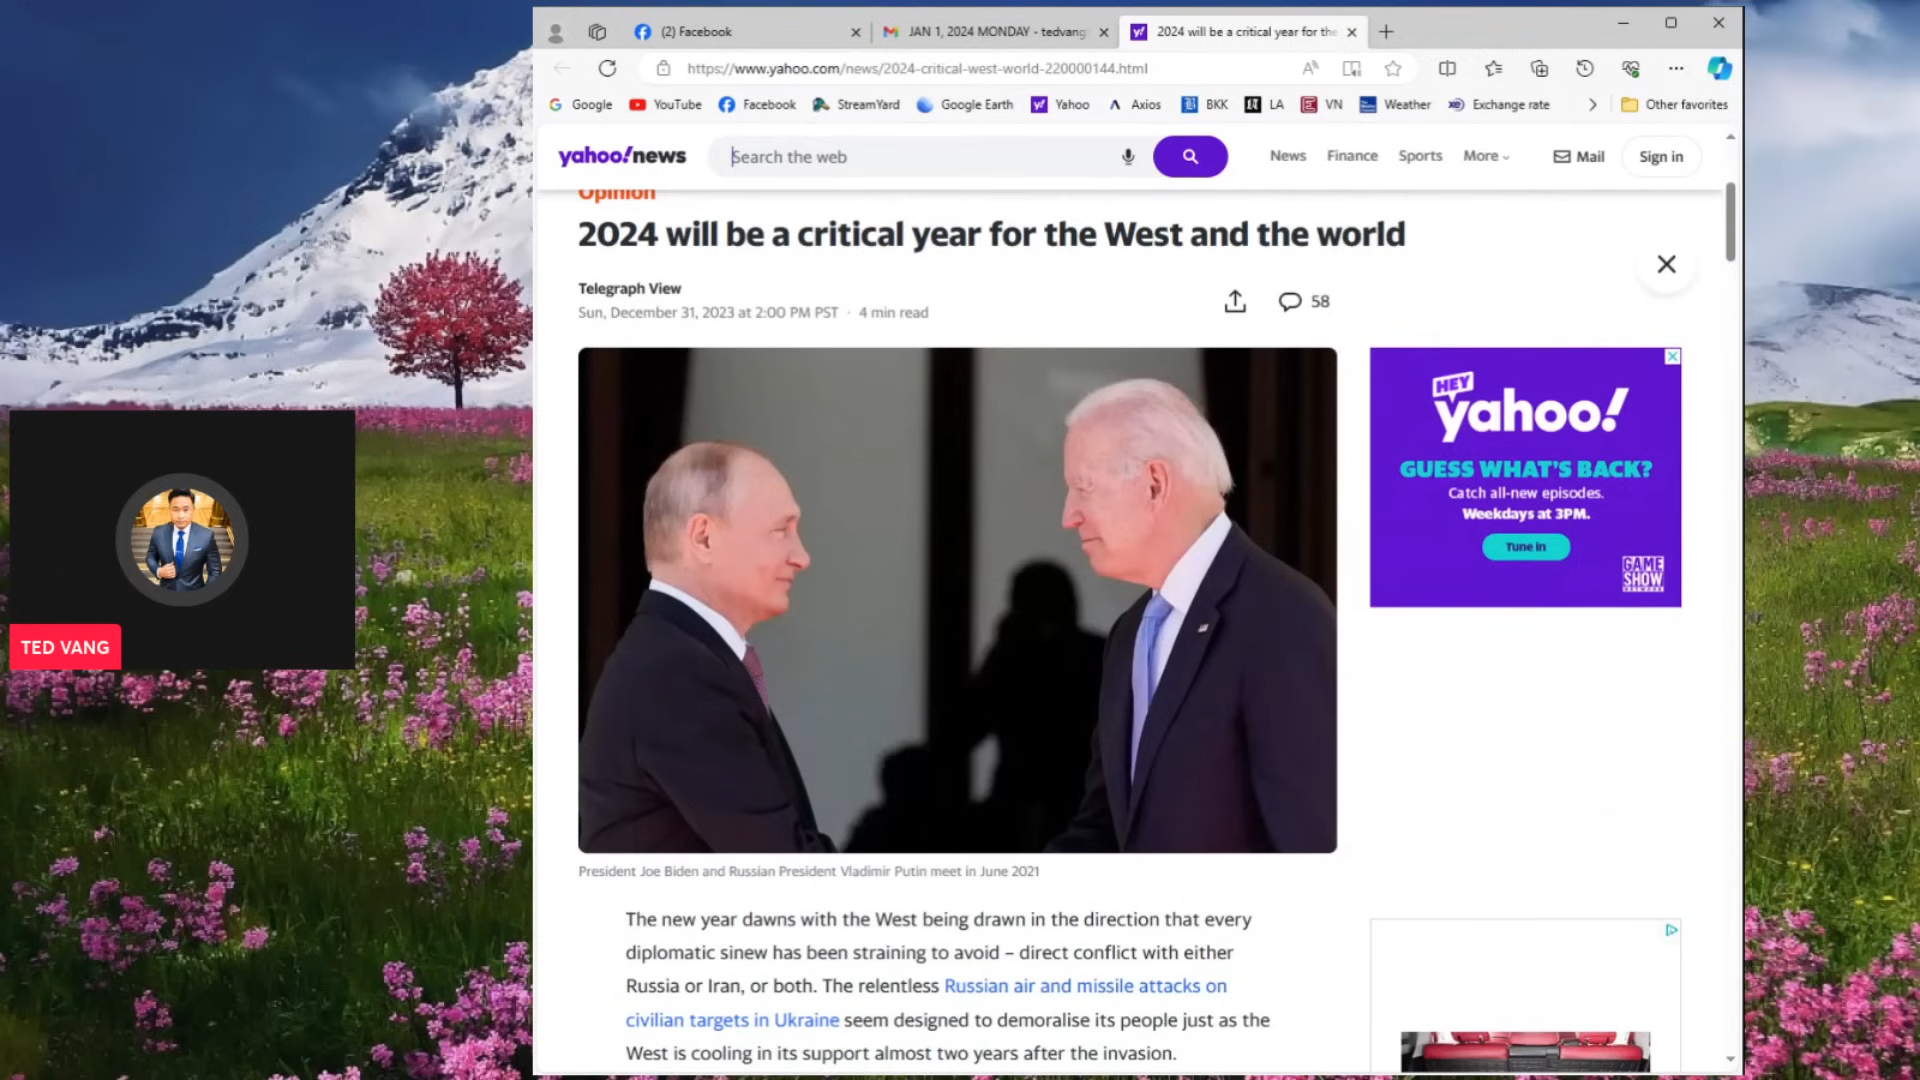 (2) Facebook
JAN 1, 2024 MONDAY - tedvang
2024 will be a critical year for the
https://www.yahoo.com/news/2024-critical-west-world-220000144.html
Google YouTube Facebook StreamYard Google Earth Yahoo Axios BKK LA VN Weather Exchange rate Other favorites
yahoo!news
Search the web
News Finance Sports More Mail Sign in
Opinion
2024 will be a critical year for the West and the world
Telegraph View
Sun, December 31, 2023 at 2:00 PM PST · 4 min read
58
HEY
yahoo!
GUESS WHAT'S BACK?
Catch all-new episodes.
Weekdays at 3PM.
Tune in
GAME
SHOW
NETWORK
TED VANG
President Joe Biden and Russian President Vladimir Putin meet in June 2021
The new year dawns with the West being drawn in the direction that every
diplomatic sinew has been straining to avoid – direct conflict with either
Russia or Iran, or both. The relentless Russian air and missile attacks on
civilian targets in Ukraine seem designed to demoralise its people just as the
West is cooling in its support almost two years after the invasion.